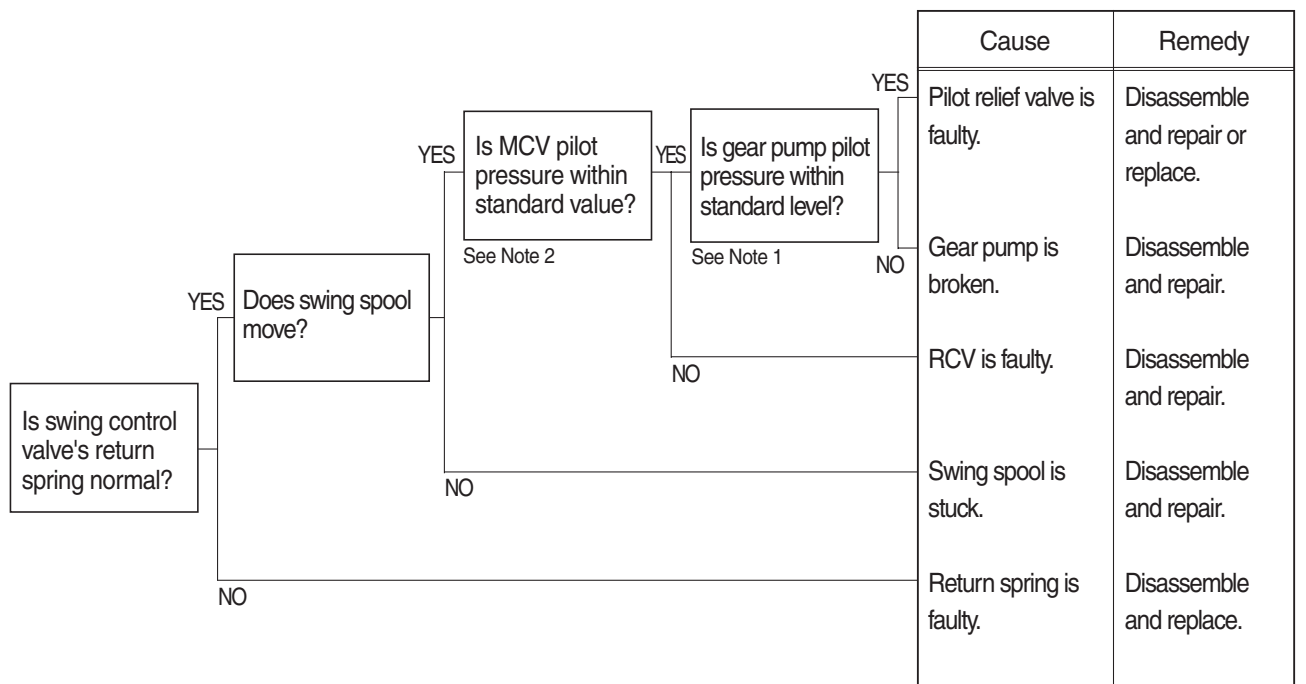 Cause
Remedy
YES
Pilot relief valve is
faulty.
Disassemble
and repair or
replace.
YES
Is MCV pilot
pressure within
standard value?
See Note 2
YES
Is gear pump pilot
pressure within
standard level?
See Note 1
NO
Gear pump is
broken.
Disassemble
and repair.
YES
Does swing spool
move?
NO
RCV is faulty.
Disassemble
and repair.
Is swing control
valve's return
spring normal?
NO
Swing spool is
stuck.
Disassemble
and repair.
NO
Return spring is
faulty.
Disassemble
and replace.